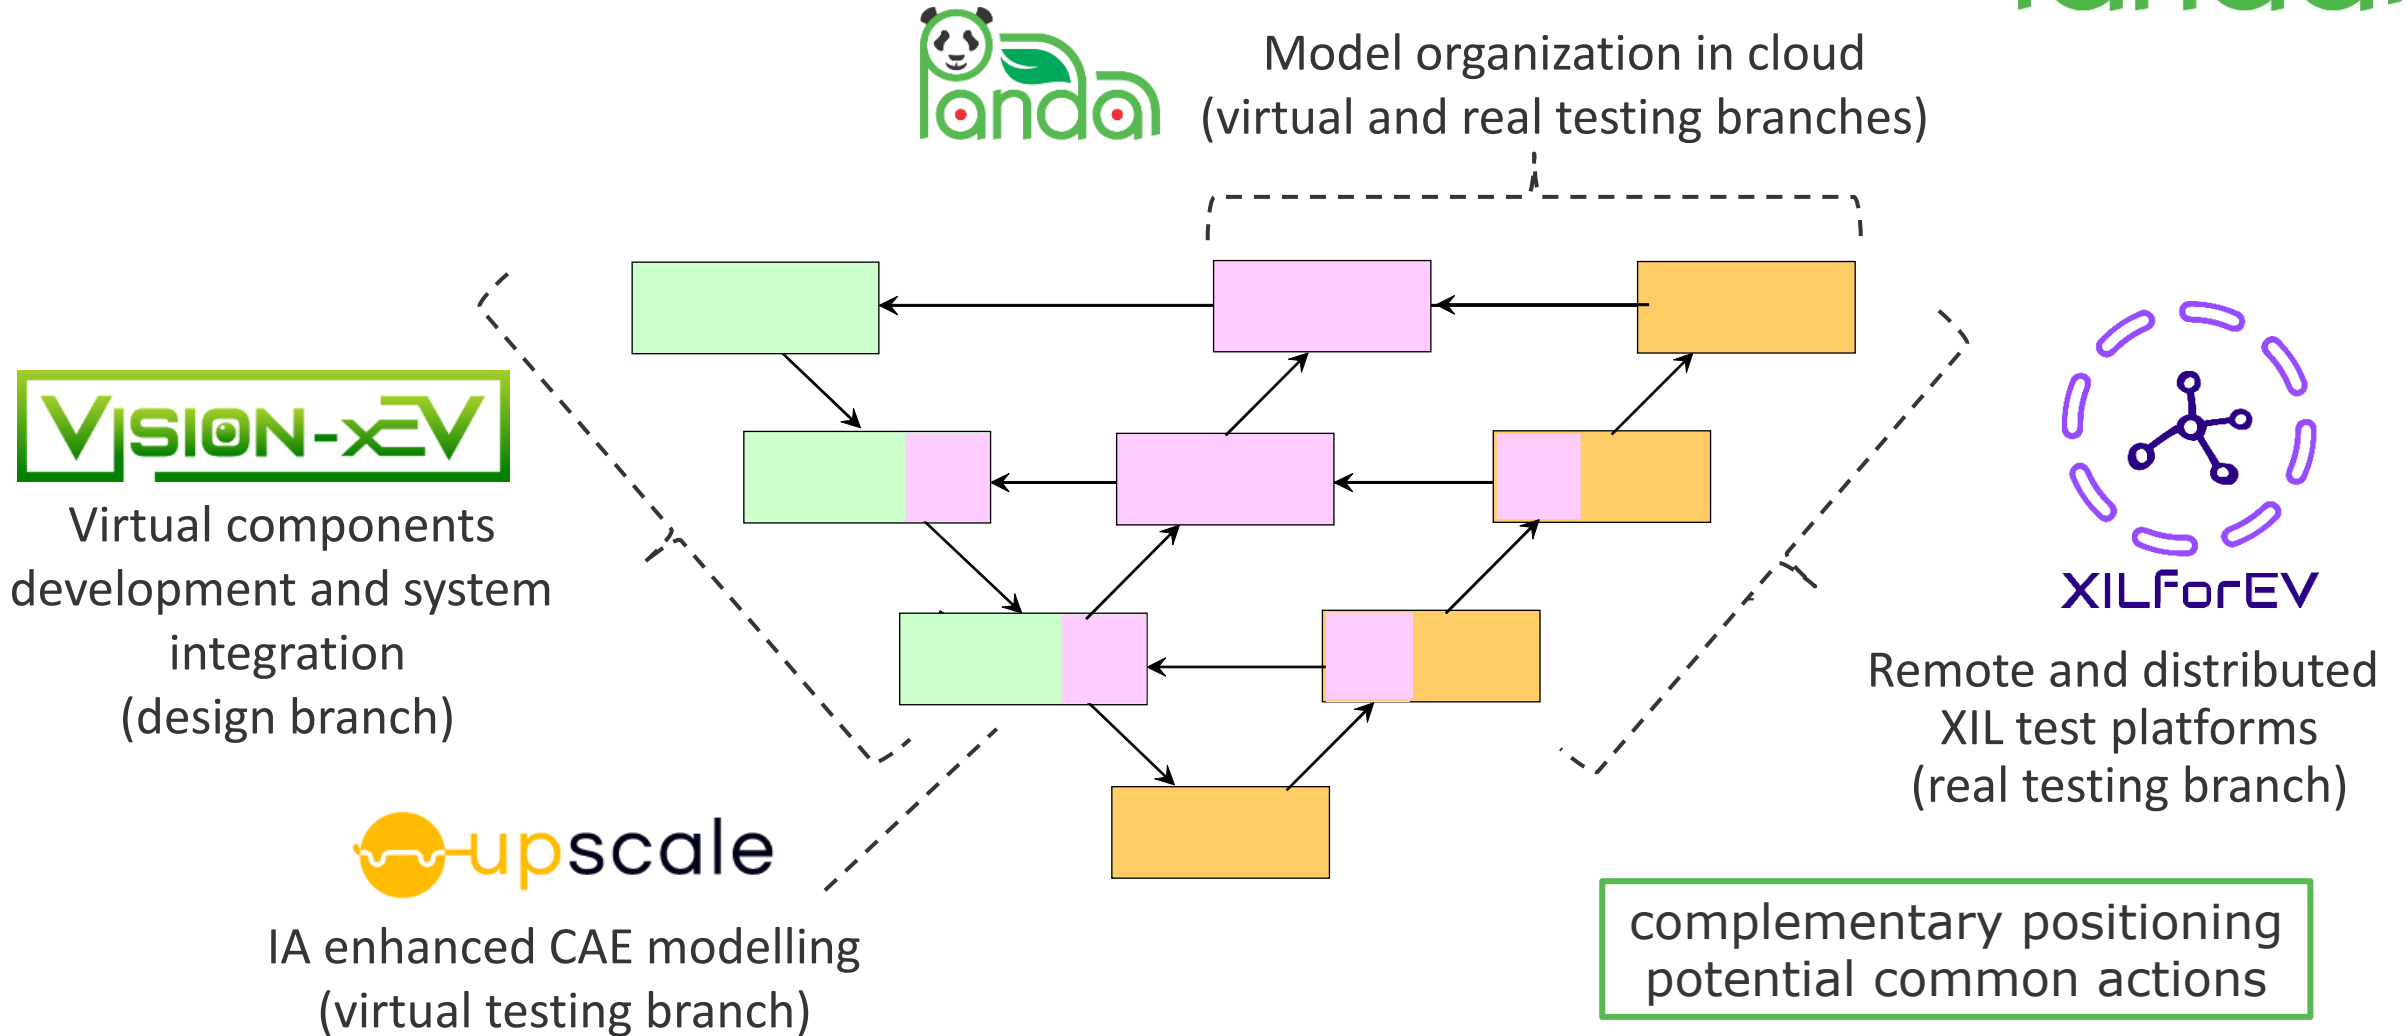 Panda
Model organization in cloud
(virtual and real testing branches)
VISION-xEV
Virtual components
development and system
integration
(design branch)
XILForEV
Remote and distributed
XIL test platforms
(real testing branch)
upscale
IA enhanced CAE modelling
(virtual testing branch)
complementary positioning
potential common actions